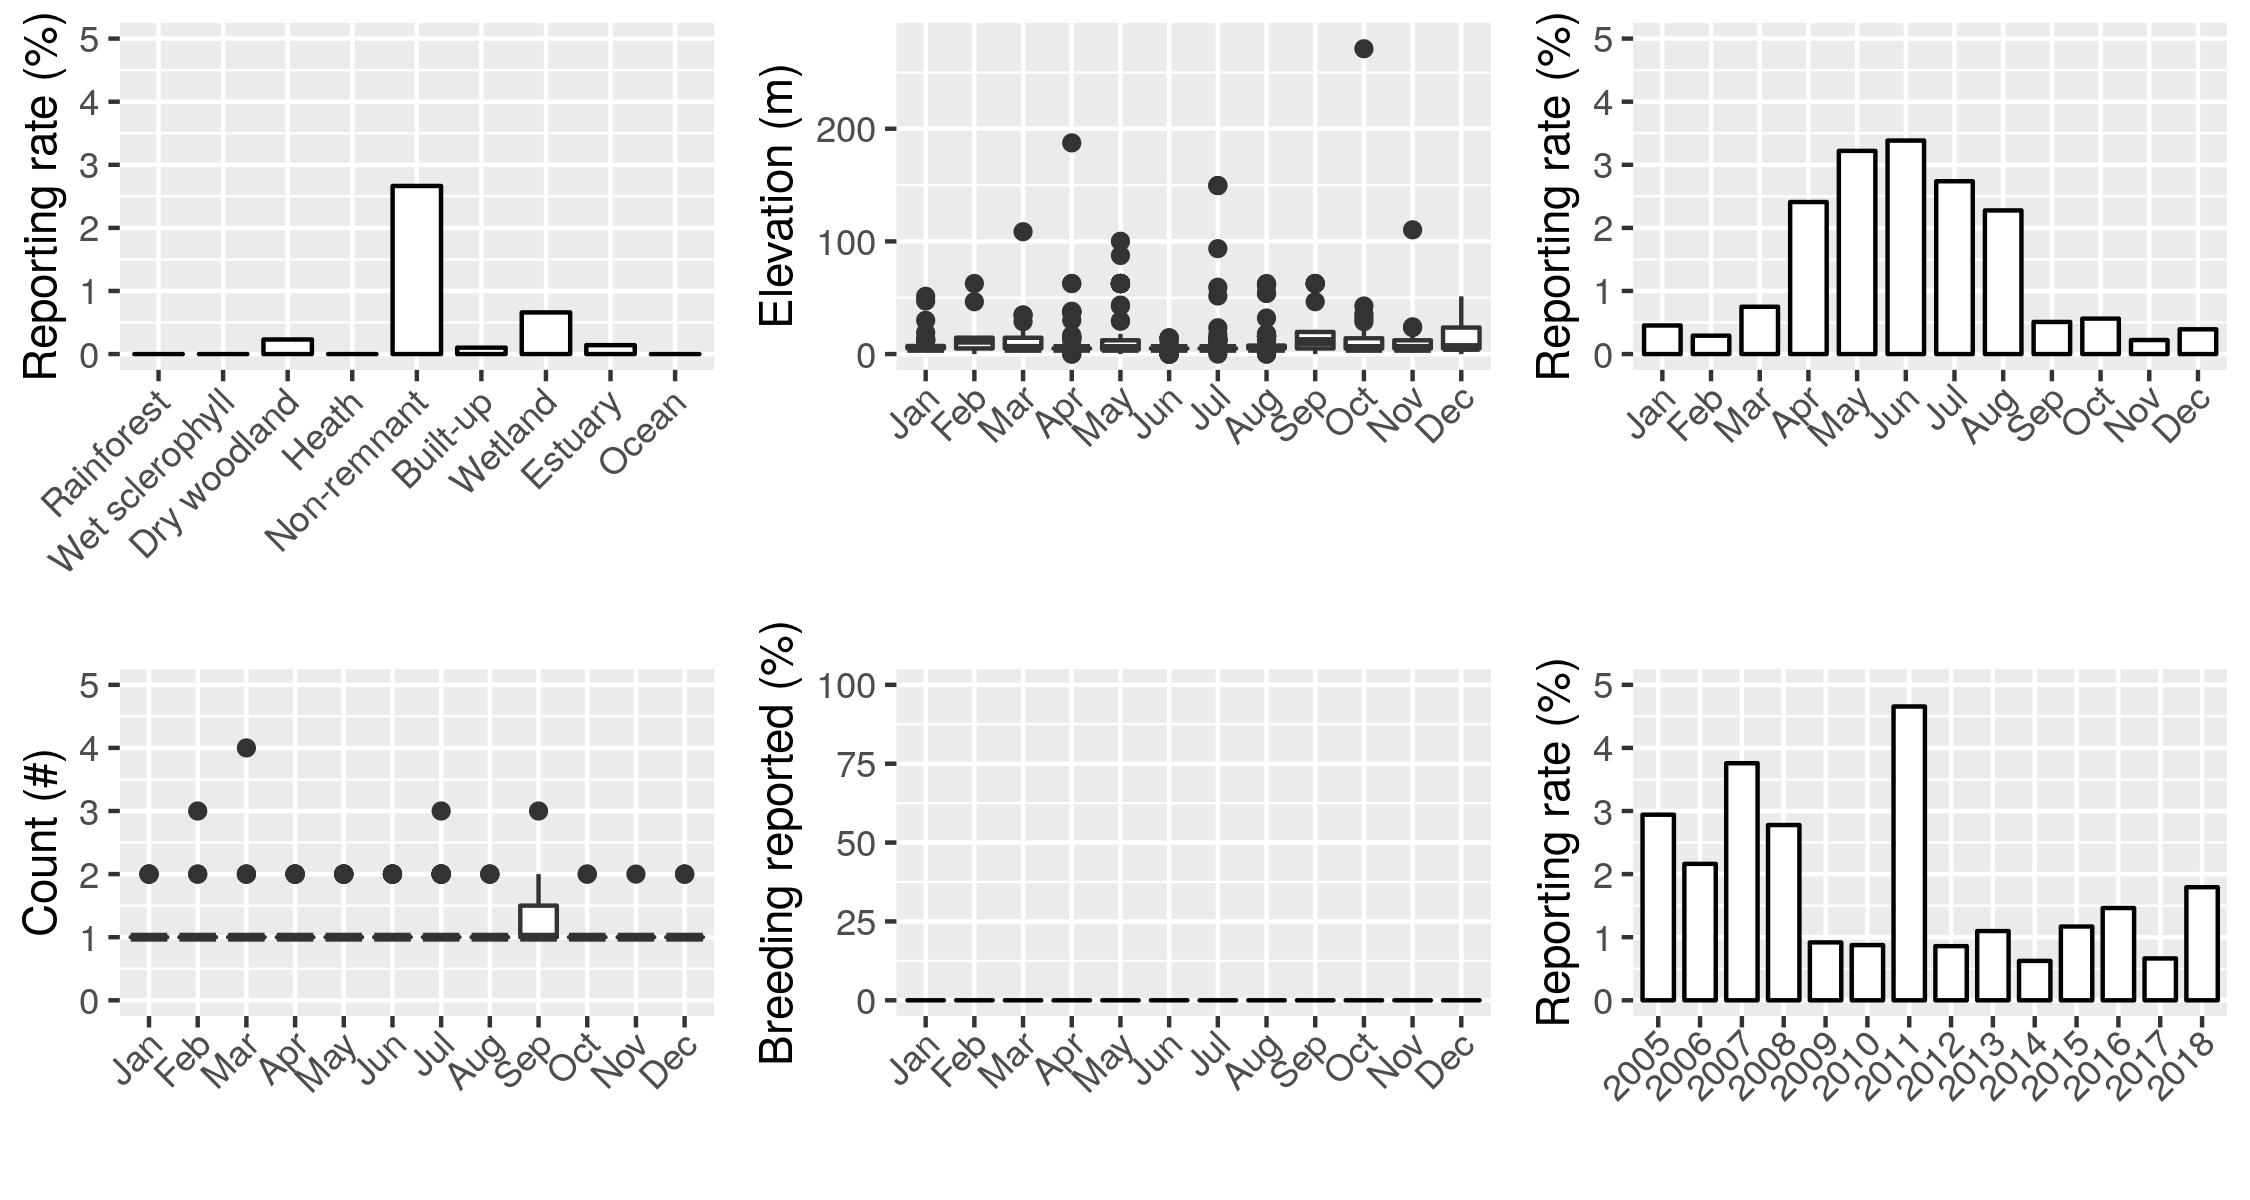 Reporting rate (%)
5
4
3
2
1
0
Rainforest
Wet sclerophyll
Dry woodland
Heath
Non-remnant
Built-up
Wetland
Estuary
Ocean
Elevation (m)
200
100
0
Jan Feb Mar Apr May Jun Jul Aug Sep Oct Nov Dec
Reporting rate (%)
5
4
3
2
1
0
Jan Feb Mar Apr May Jun Jul Aug Sep Oct Nov Dec
Count (#)
5
4
3
2
1
0
Jan Feb Mar Apr May Jun Jul Aug Sep Oct Nov Dec
Breeding reported (%)
100
75
50
25
0
Jan Feb Mar Apr May Jun Jul Aug Sep Oct Nov Dec
Reporting rate (%)
5
4
3
2
1
0
2005 2006 2007 2008 2009 2010 2011 2012 2013 2014 2015 2016 2017 2018